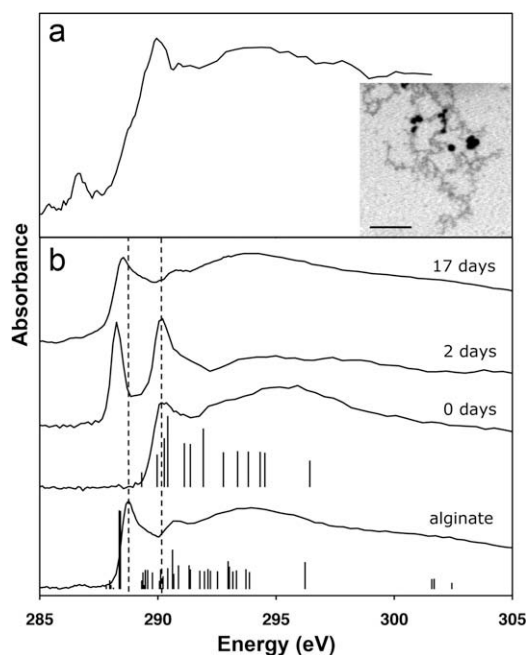 a
b
17 days
2 days
0 days
alginate
Absorbance
285 290 295 300 305
Energy (eV)